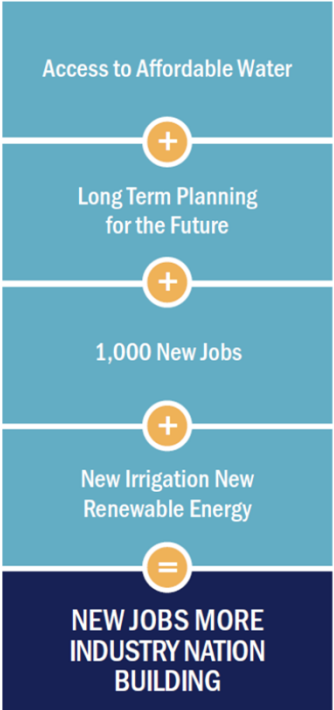 Access to Affordable Water
+
Long Term Planning
for the Future
+
1,000 New Jobs
+
New Irrigation New
Renewable Energy
=
NEW JOBS MORE
INDUSTRY NATION
BUILDING